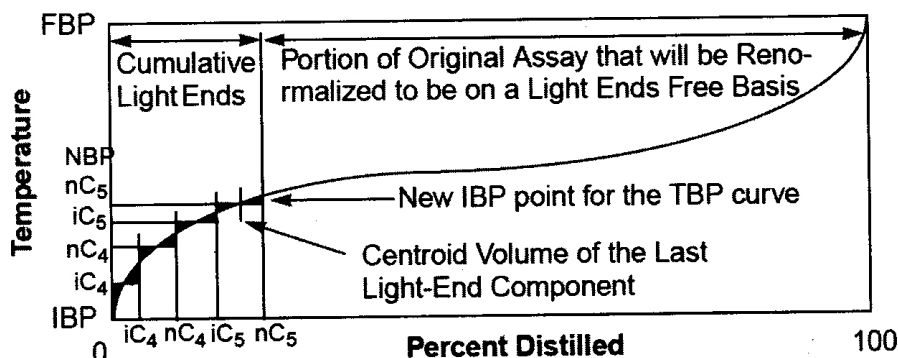 FBP
Cumulative
Light Ends
Portion of Original Assay that will be Reno-
rmalized to be on a Light Ends Free Basis
Temperature
NBP
nC5
iC5
nC4
iC4
IBP
New IBP point for the TBP curve
Centroid Volume of the Last
Light-End Component
0
iC4 nC4 iC5 nC5
Percent Distilled
100